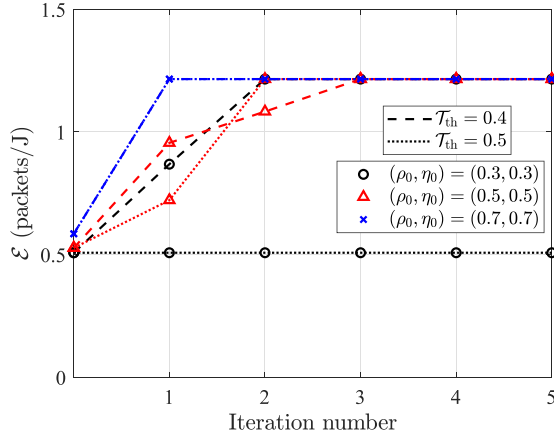 1.5
1
0.5
0
1
2
3
4
5
ℰ (packets/J)
Iteration number
𝒯th = 0.4
𝒯th = 0.5
(ρ0, η0) = (0.3, 0.3)
(ρ0, η0) = (0.5, 0.5)
(ρ0, η0) = (0.7, 0.7)